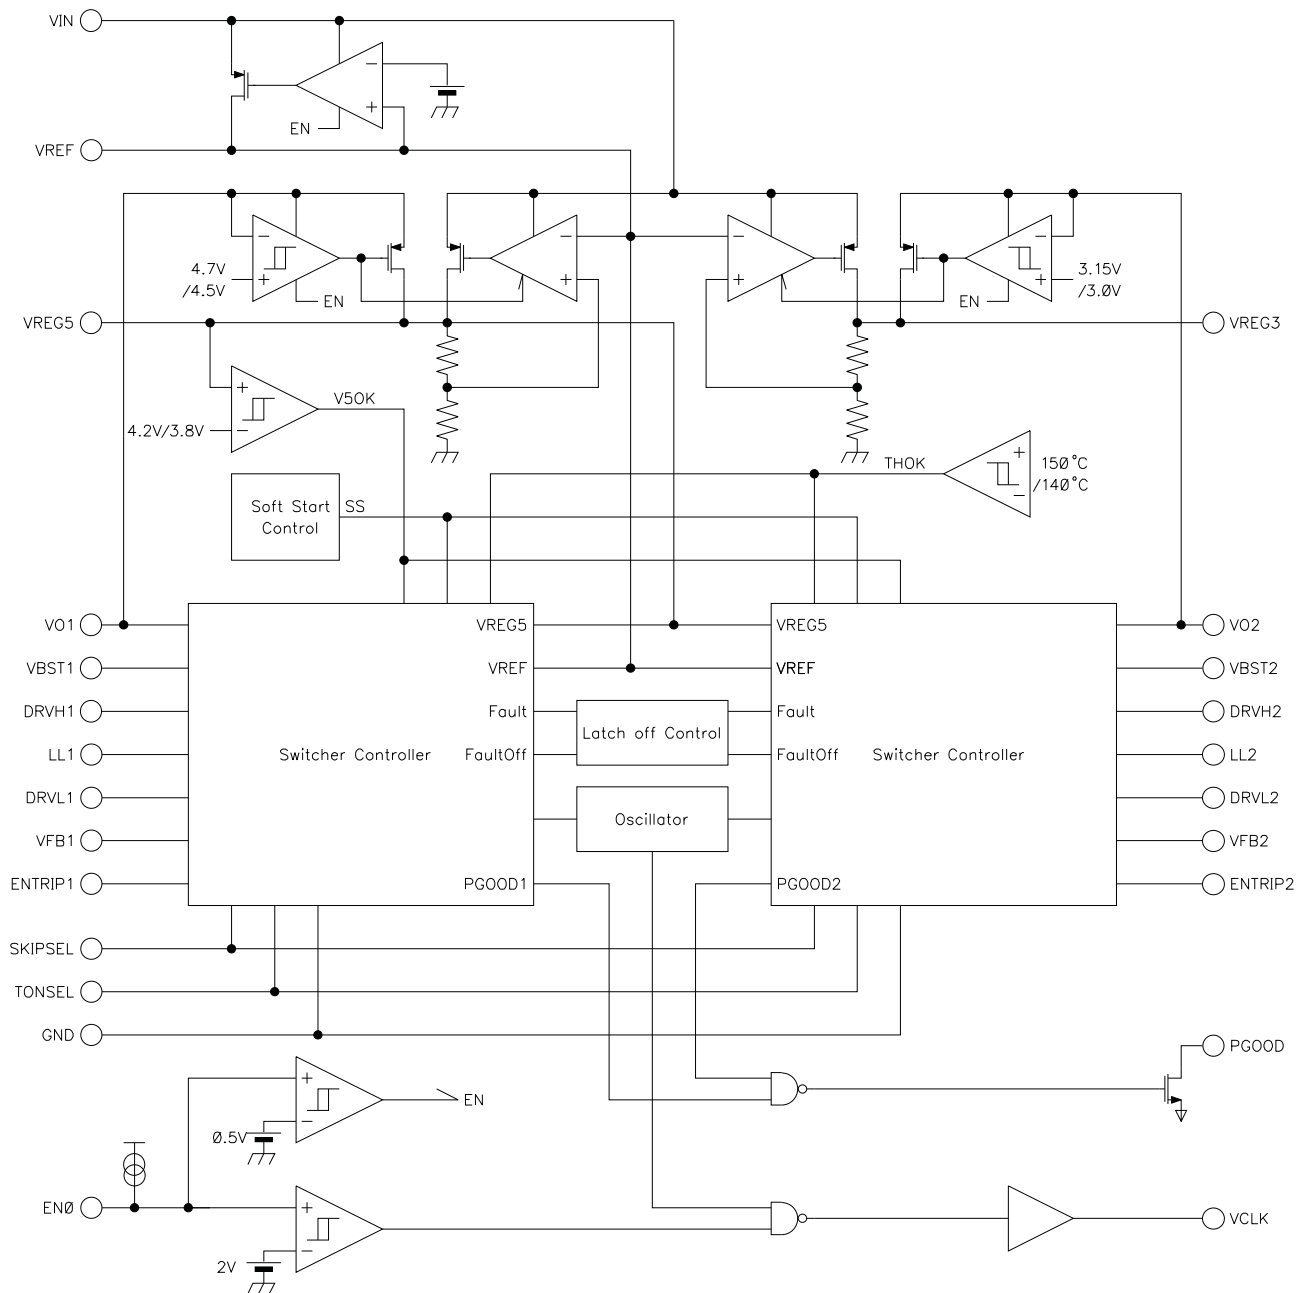 VIN
− +
EN
VREF
− +
4.7V
/4.5V
EN
− +
− +
− +
3.15V
/3.0V
EN
VREG5
VREG3
+ −
V5OK
4.2V/3.8V
THOK
+ −
150°C
/140°C
Soft Start
Control
SS
VO1
VREG5
VREG5
VO2
VBST1
VREF
VREF
VBST2
DRVH1
Fault
Latch off Control
Fault
DRVH2
LL1
Switcher Controller
FaultOff
FaultOff
Switcher Controller
LL2
DRVL1
Oscillator
DRVL2
VFB1
VFB2
ENTRIP1
PGOOD1
PGOOD2
ENTRIP2
SKIPSEL
TONSEL
GND
PGOOD
+ −
EN
0.5V
EN0
+ −
2V
VCLK